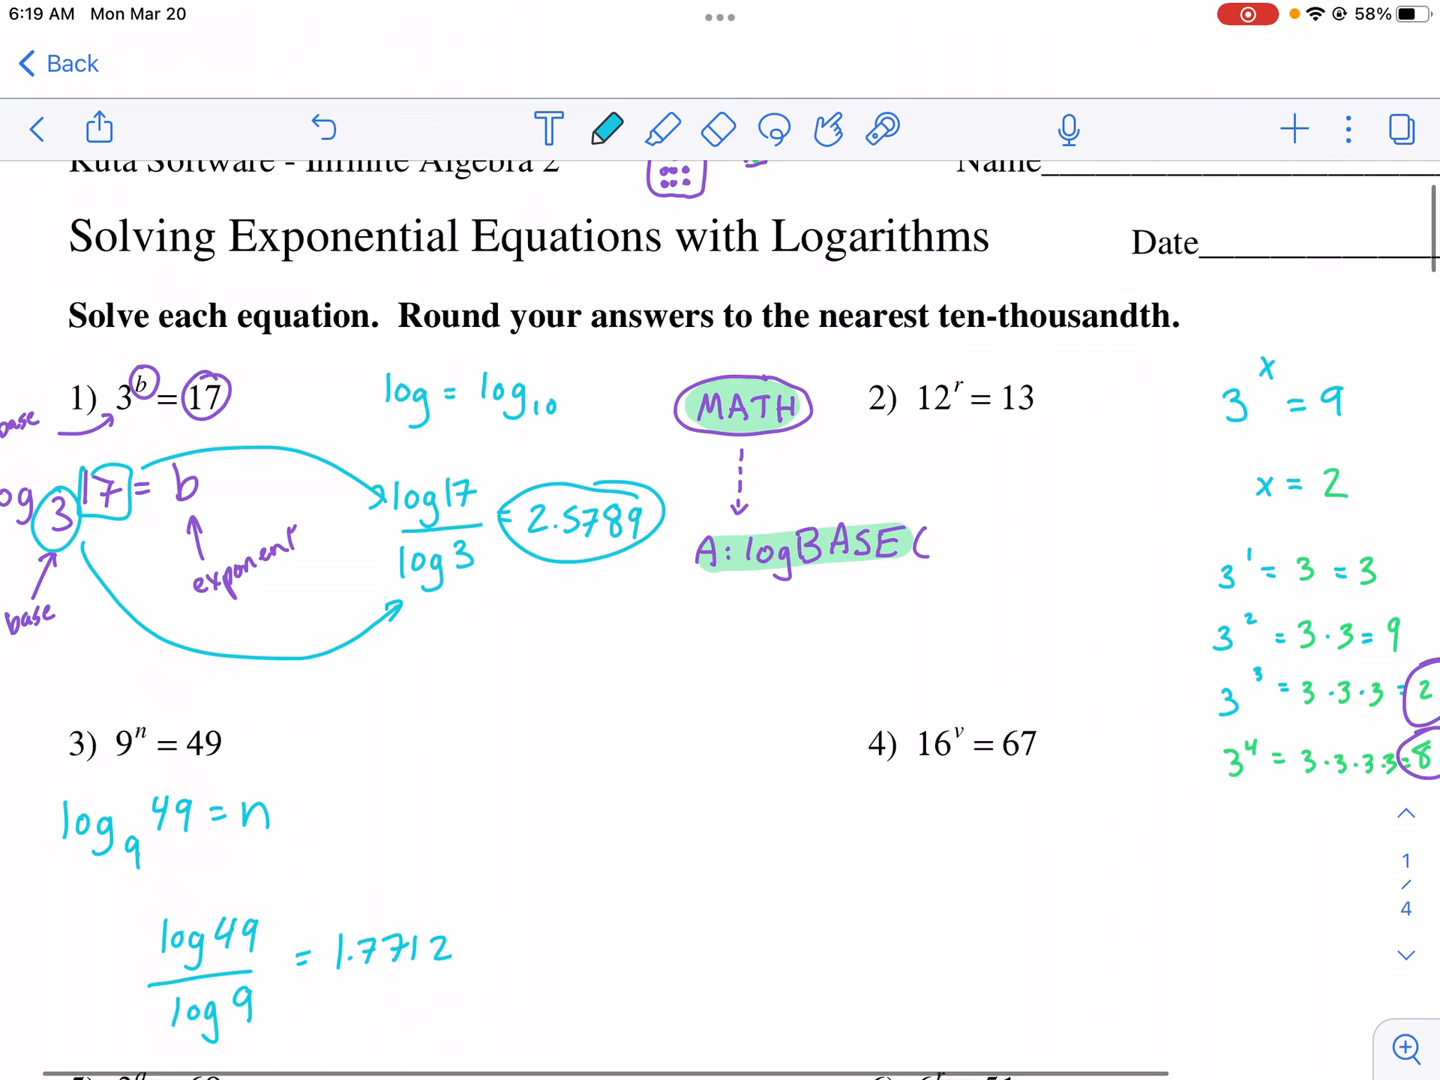 6:19 AM Mon Mar 20
58%
Back
T
Kuta Software - Infinite Algebra 2
Name
Solving Exponential Equations with Logarithms
Date
Solve each equation.  Round your answers to the nearest ten-thousandth.
1) 3^b = 17
base
log = log₁₀
MATH
2) 12^r = 13
3^x = 9
og₃ 17 = b
log 17 / log 3 = 2.5789
x = 2
exponent
base
A: logBASE(
3^1 = 3 = 3
3^2 = 3 · 3 = 9
3^3 = 3 · 3 · 3 = 2
3^4 = 3 · 3 · 3 · 3 = 8
3) 9^n = 49
4) 16^v = 67
log₉ 49 = n
log 49 / log 9 = 1.7712
1
/
4